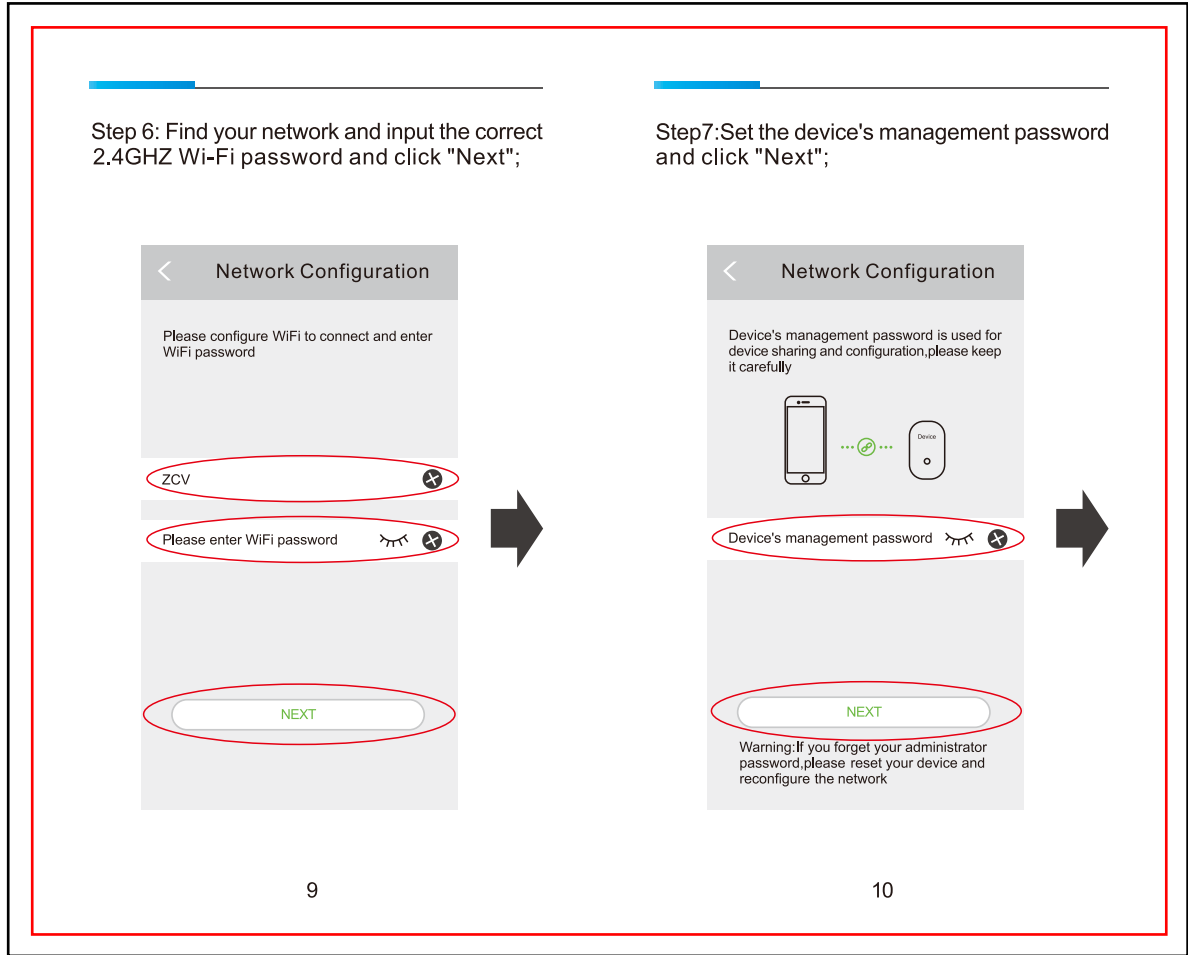 Step 6: Find your network and input the correct
2.4GHZ Wi-Fi password and click "Next";
Network Configuration
Please configure WiFi to connect and enter
WiFi password
ZCV
Please enter WiFi password
NEXT
9
Step7:Set the device's management password
and click "Next";
Network Configuration
Device's management password is used for
device sharing and configuration,please keep
it carefully
Device
Device's management password
NEXT
Warning:If you forget your administrator
password,please reset your device and
reconfigure the network
10